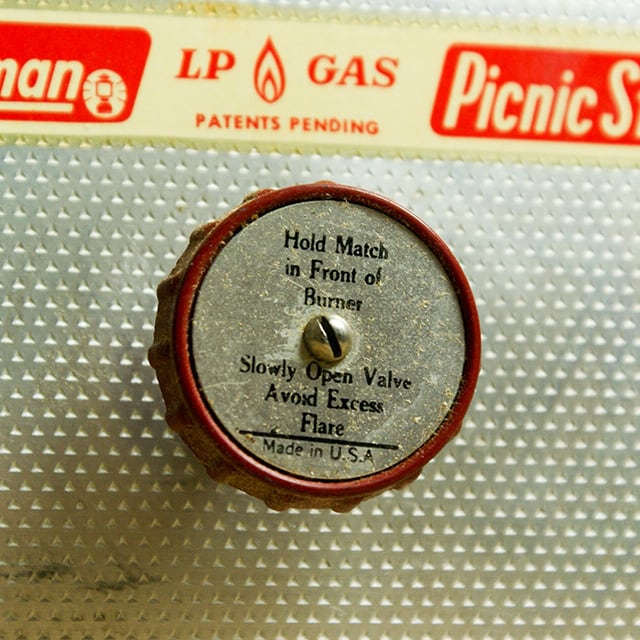 man LP GAS Picnic St
PATENTS PENDING
Hold Match
in Front of
Burner
Slowly Open Valve
Avoid Excess
Flare
Made in U.S.A